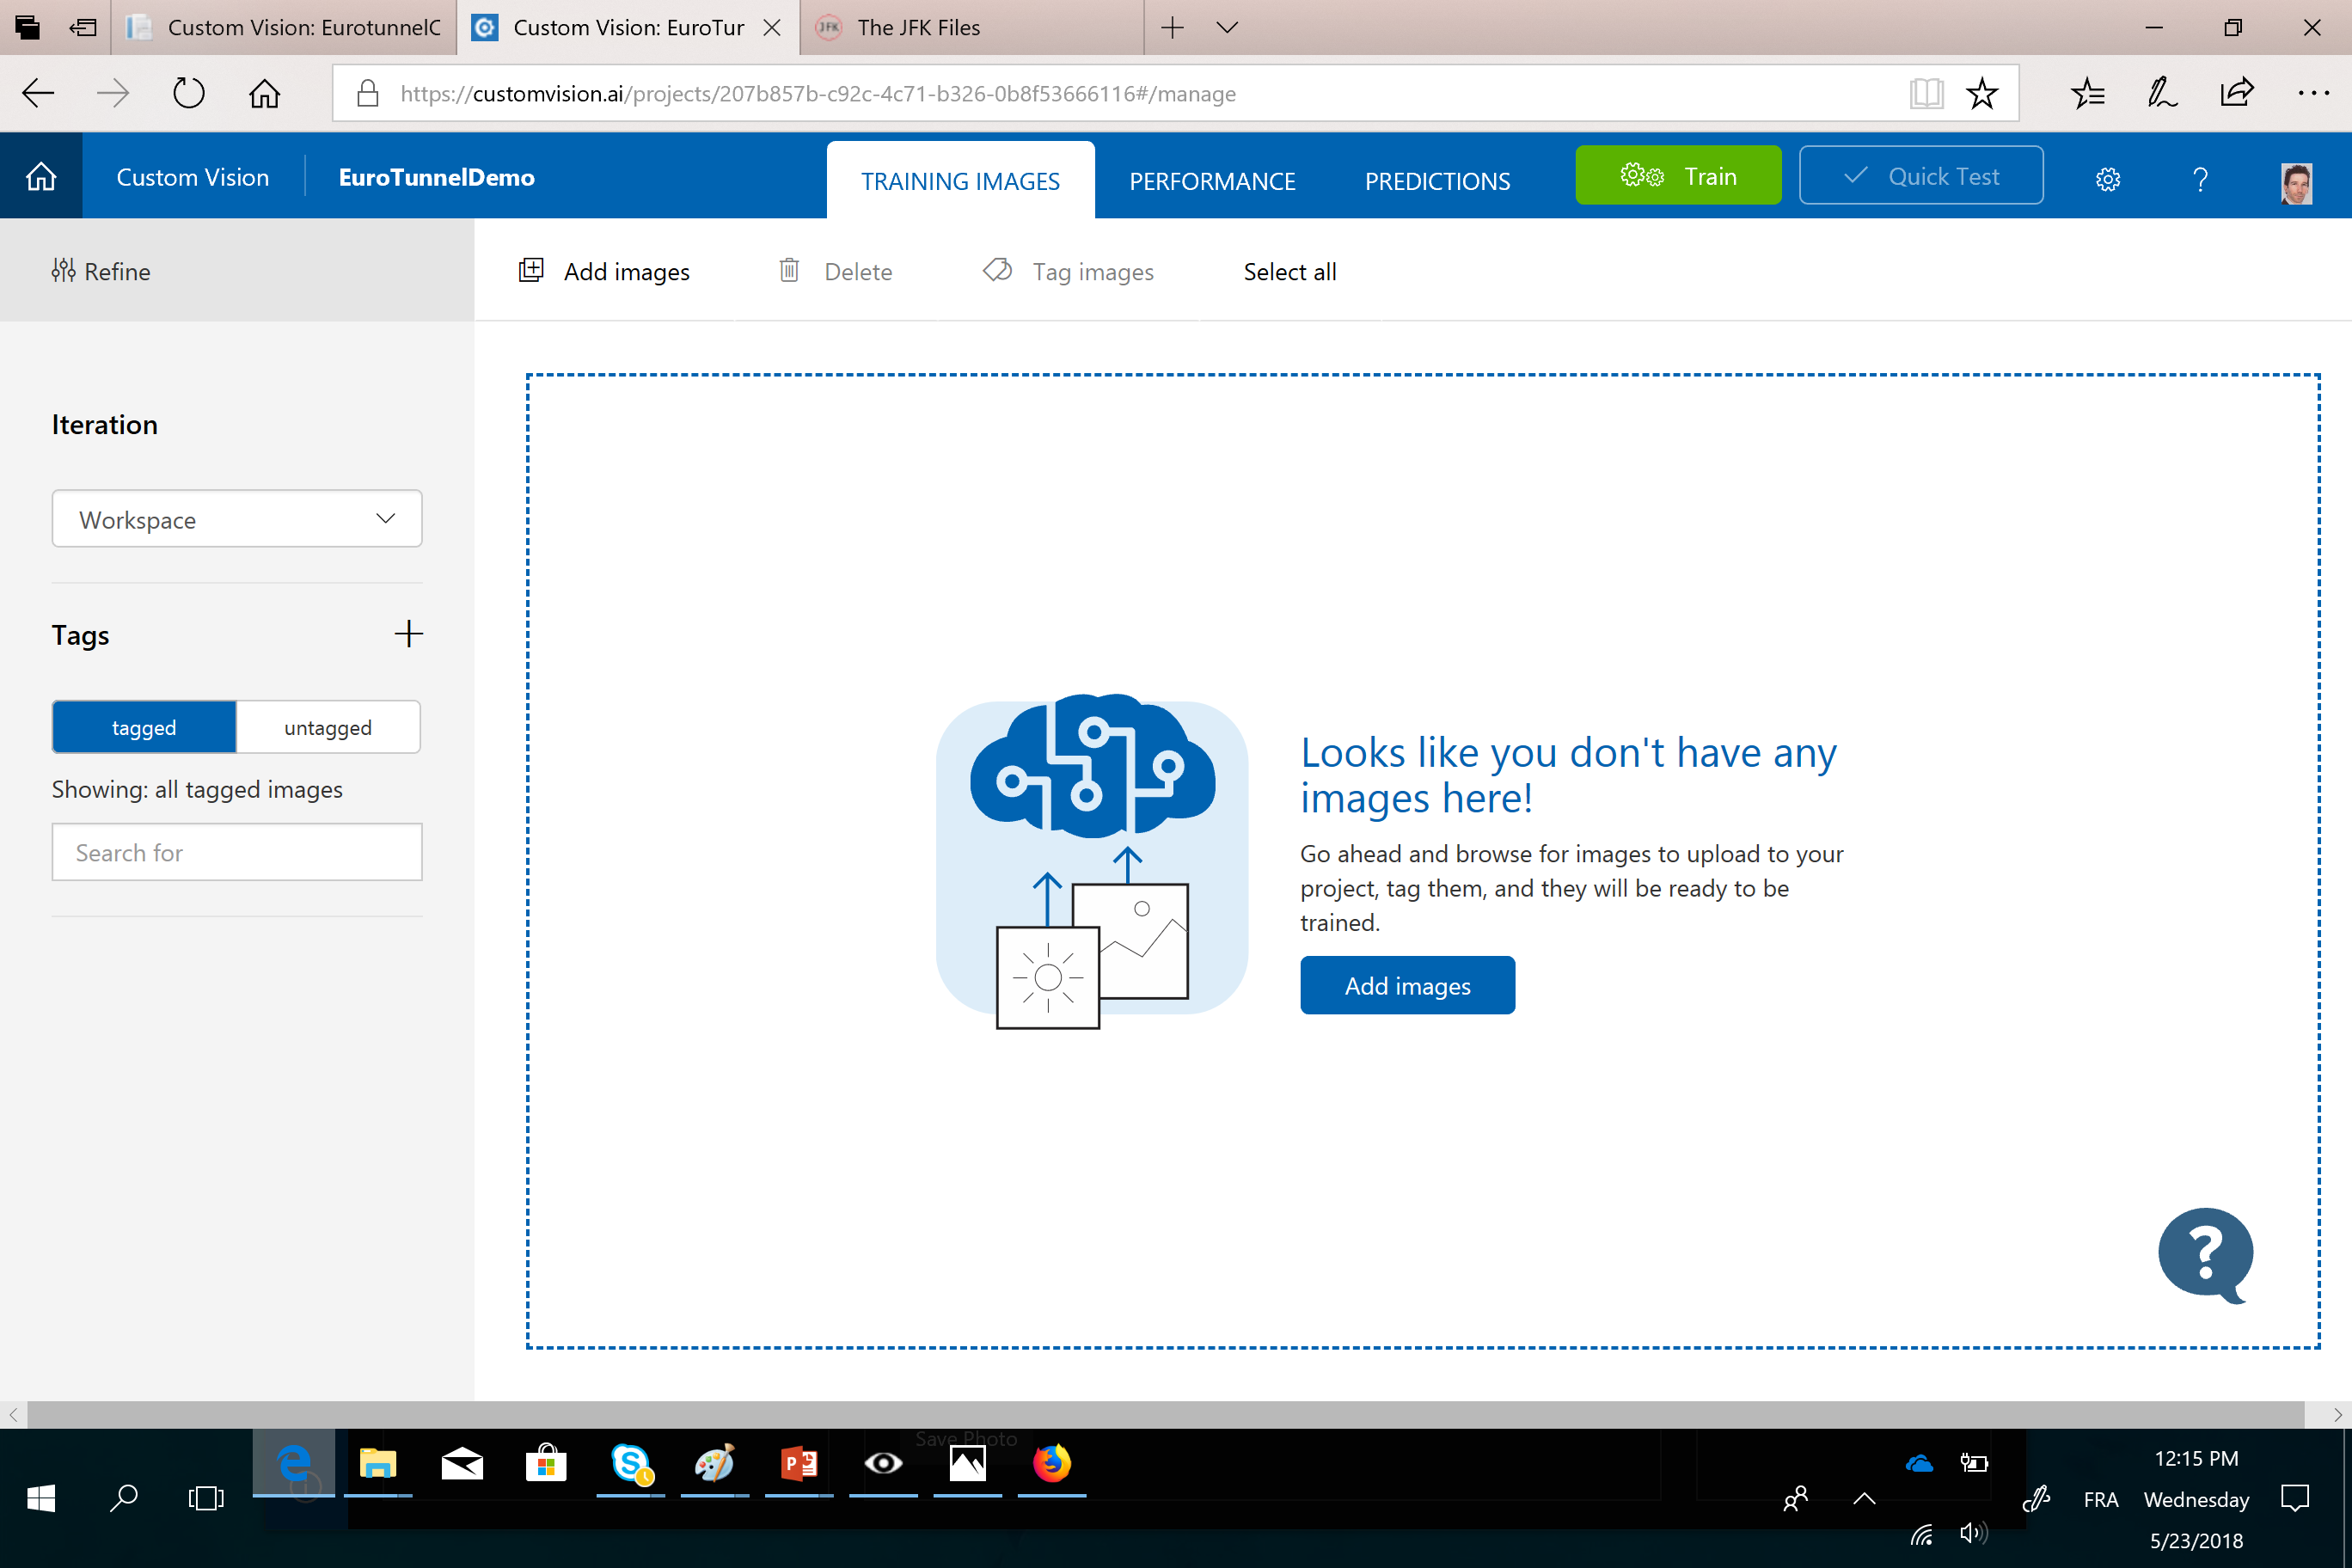 Custom Vision: EurotunnelC
Custom Vision: EuroTur
JFK
The JFK Files
https://customvision.ai/projects/207b857b-c92c-4c71-b326-0b8f53666116#/manage
Custom Vision
EuroTunnelDemo
TRAINING IMAGES
PERFORMANCE
PREDICTIONS
Train
Quick Test
?
Refine
Add images
Delete
Tag images
Select all
Iteration
Workspace
Tags
tagged
untagged
Showing: all tagged images
Search for
Looks like you don't have any
images here!
Go ahead and browse for images to upload to your
project, tag them, and they will be ready to be
trained.
Add images
?
Save Photo
12:15 PM
FRA
Wednesday
5/23/2018